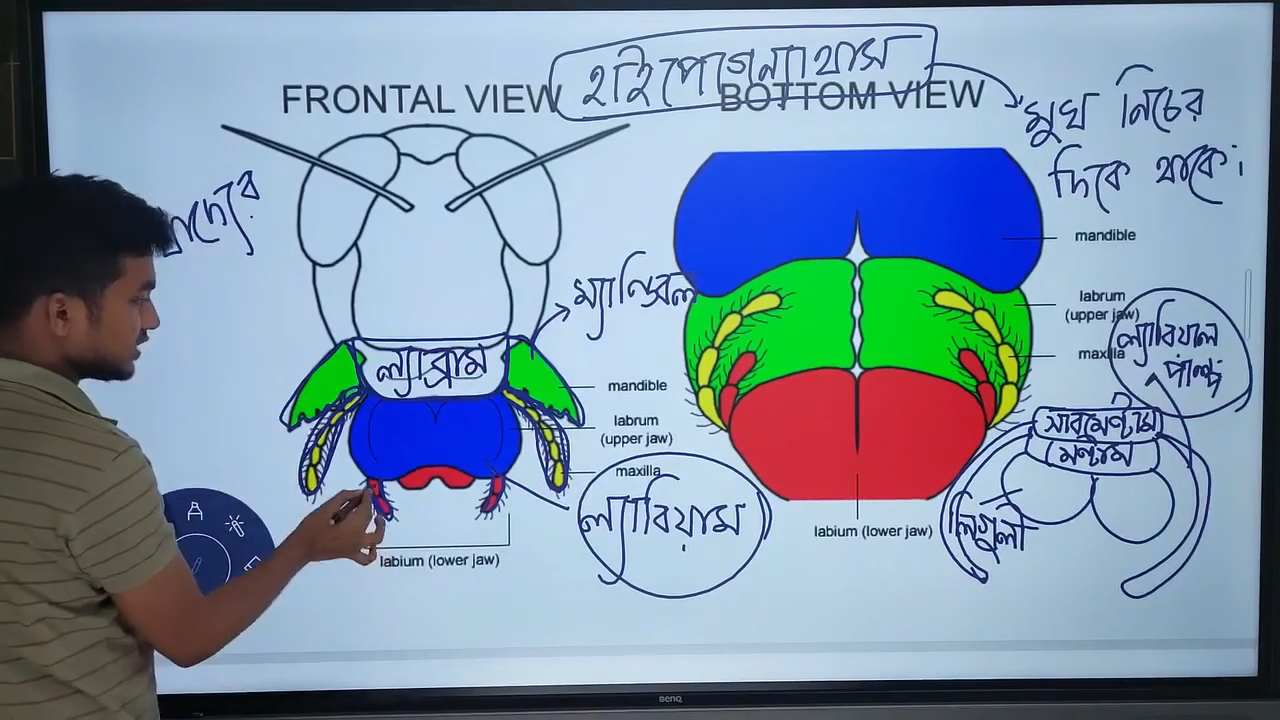 হাইপোগ্নোথাস
FRONTAL VIEW
BOTTOM VIEW
মুখ নিচের
দিকে থাকে।
ম্যান্ডিবল
ল্যাব্রাম
mandible
labrum
(upper jaw)
maxilla
labium (lower jaw)
ল্যাবিয়াম
mandible
labrum
(upper jaw)
maxilla
labium (lower jaw)
ল্যাবিয়াল
পাল্প
সাবমেন্টাম
মেন্টাম
লিগুলা
BENQ